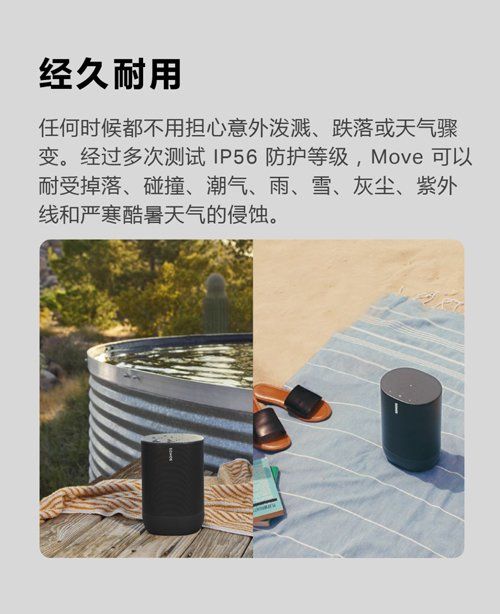 经久耐用
任何时候都不用担心意外泼溅、跌落或天气骤
变。经过多次测试 IP56 防护等级，Move 可以
耐受掉落、碰撞、潮气、雨、雪、灰尘、紫外
线和严寒酷暑天气的侵蚀。
SONOS
SONOS